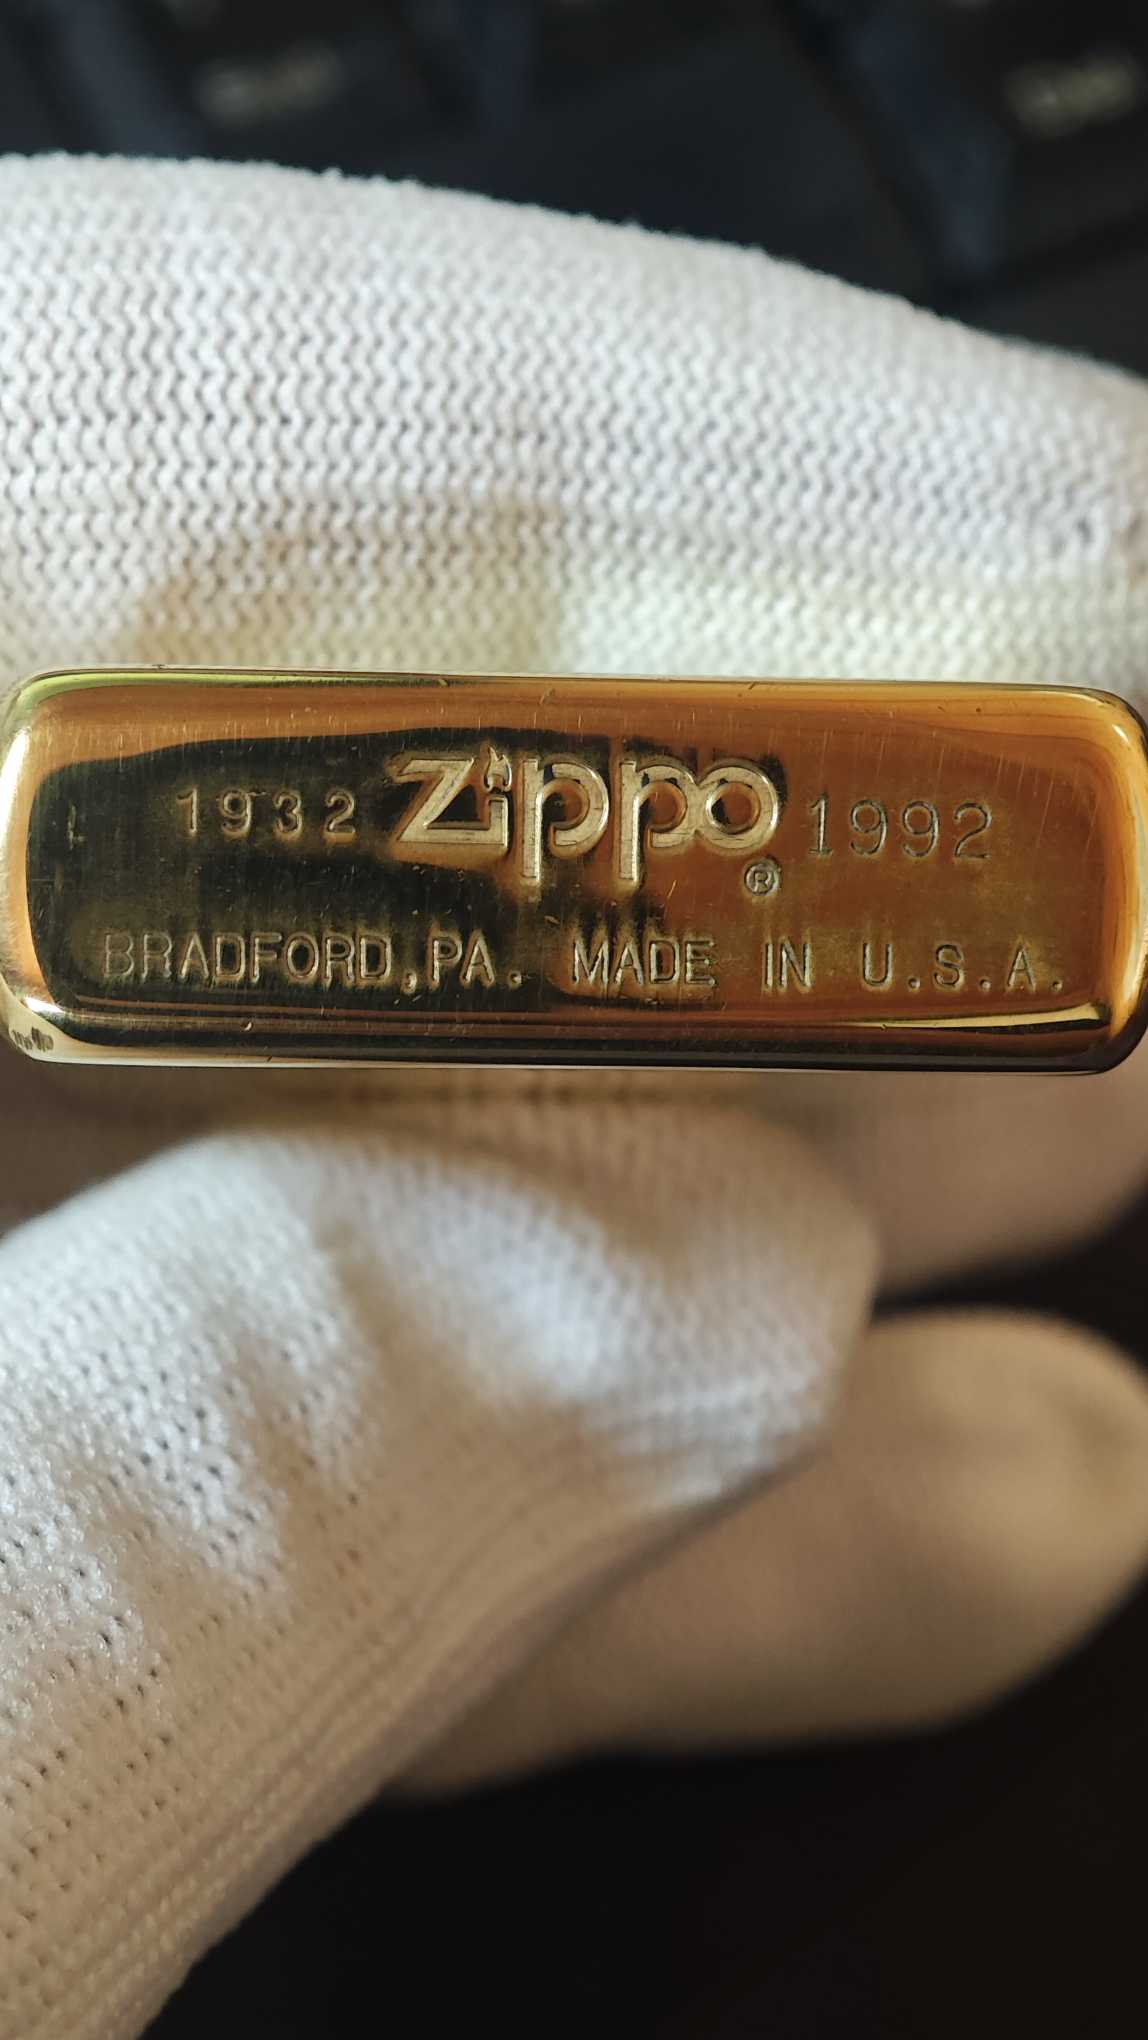 1932 Zippo 1992
®
BRADFORD,PA. MADE IN U.S.A.